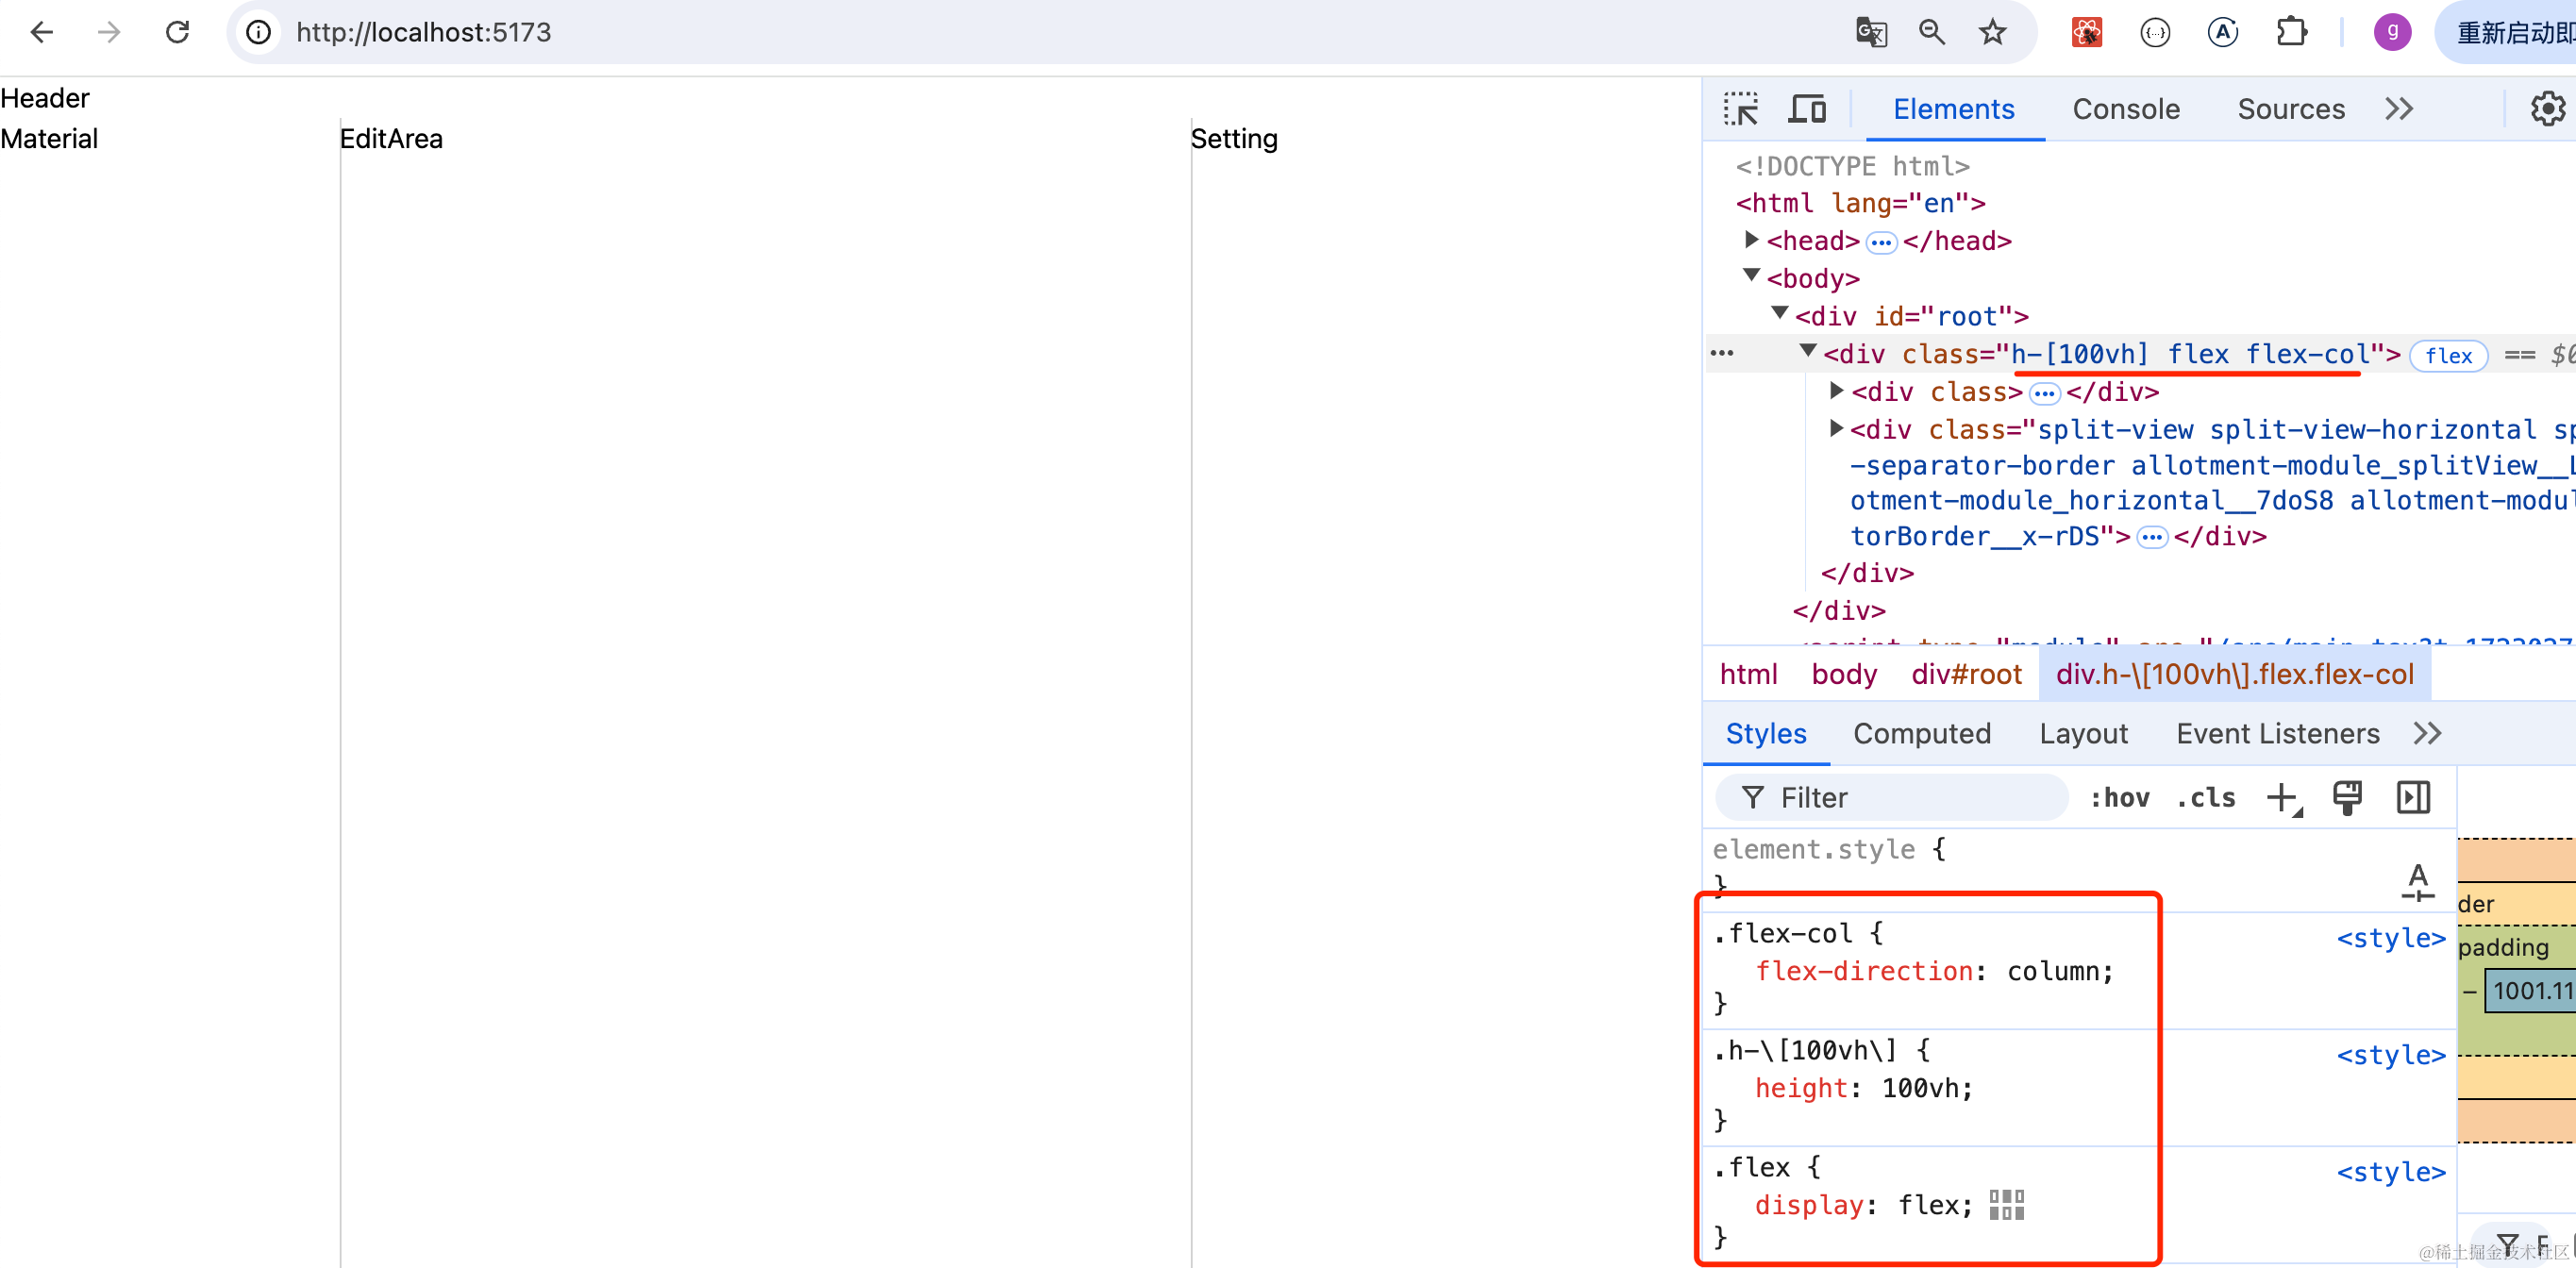 http://localhost:5173
g
重新启动即
Header
Material
EditArea
Setting
Elements
Console
Sources
<!DOCTYPE html>
<html lang="en">
<head> ••• </head>
<body>
<div id="root">
••• <div class="h-[100vh] flex flex-col"> flex == $0
<div class> ••• </div>
<div class="split-view split-view-horizontal sp
-separator-border allotment-module_splitView__L
otment-module_horizontal__7doS8 allotment-modul
torBorder__x-rDS"> ••• </div>
</div>
</div>
html
body
div#root
div.h-\[100vh\].flex.flex-col
Styles
Computed
Layout
Event Listeners
Filter
:hov
.cls
element.style {
}
.flex-col {
<style>
flex-direction: column;
}
.h-\[100vh\] {
<style>
height: 100vh;
}
.flex {
<style>
display: flex;
}
der
padding
– 1001.11
F
@稀土掘金技术社区